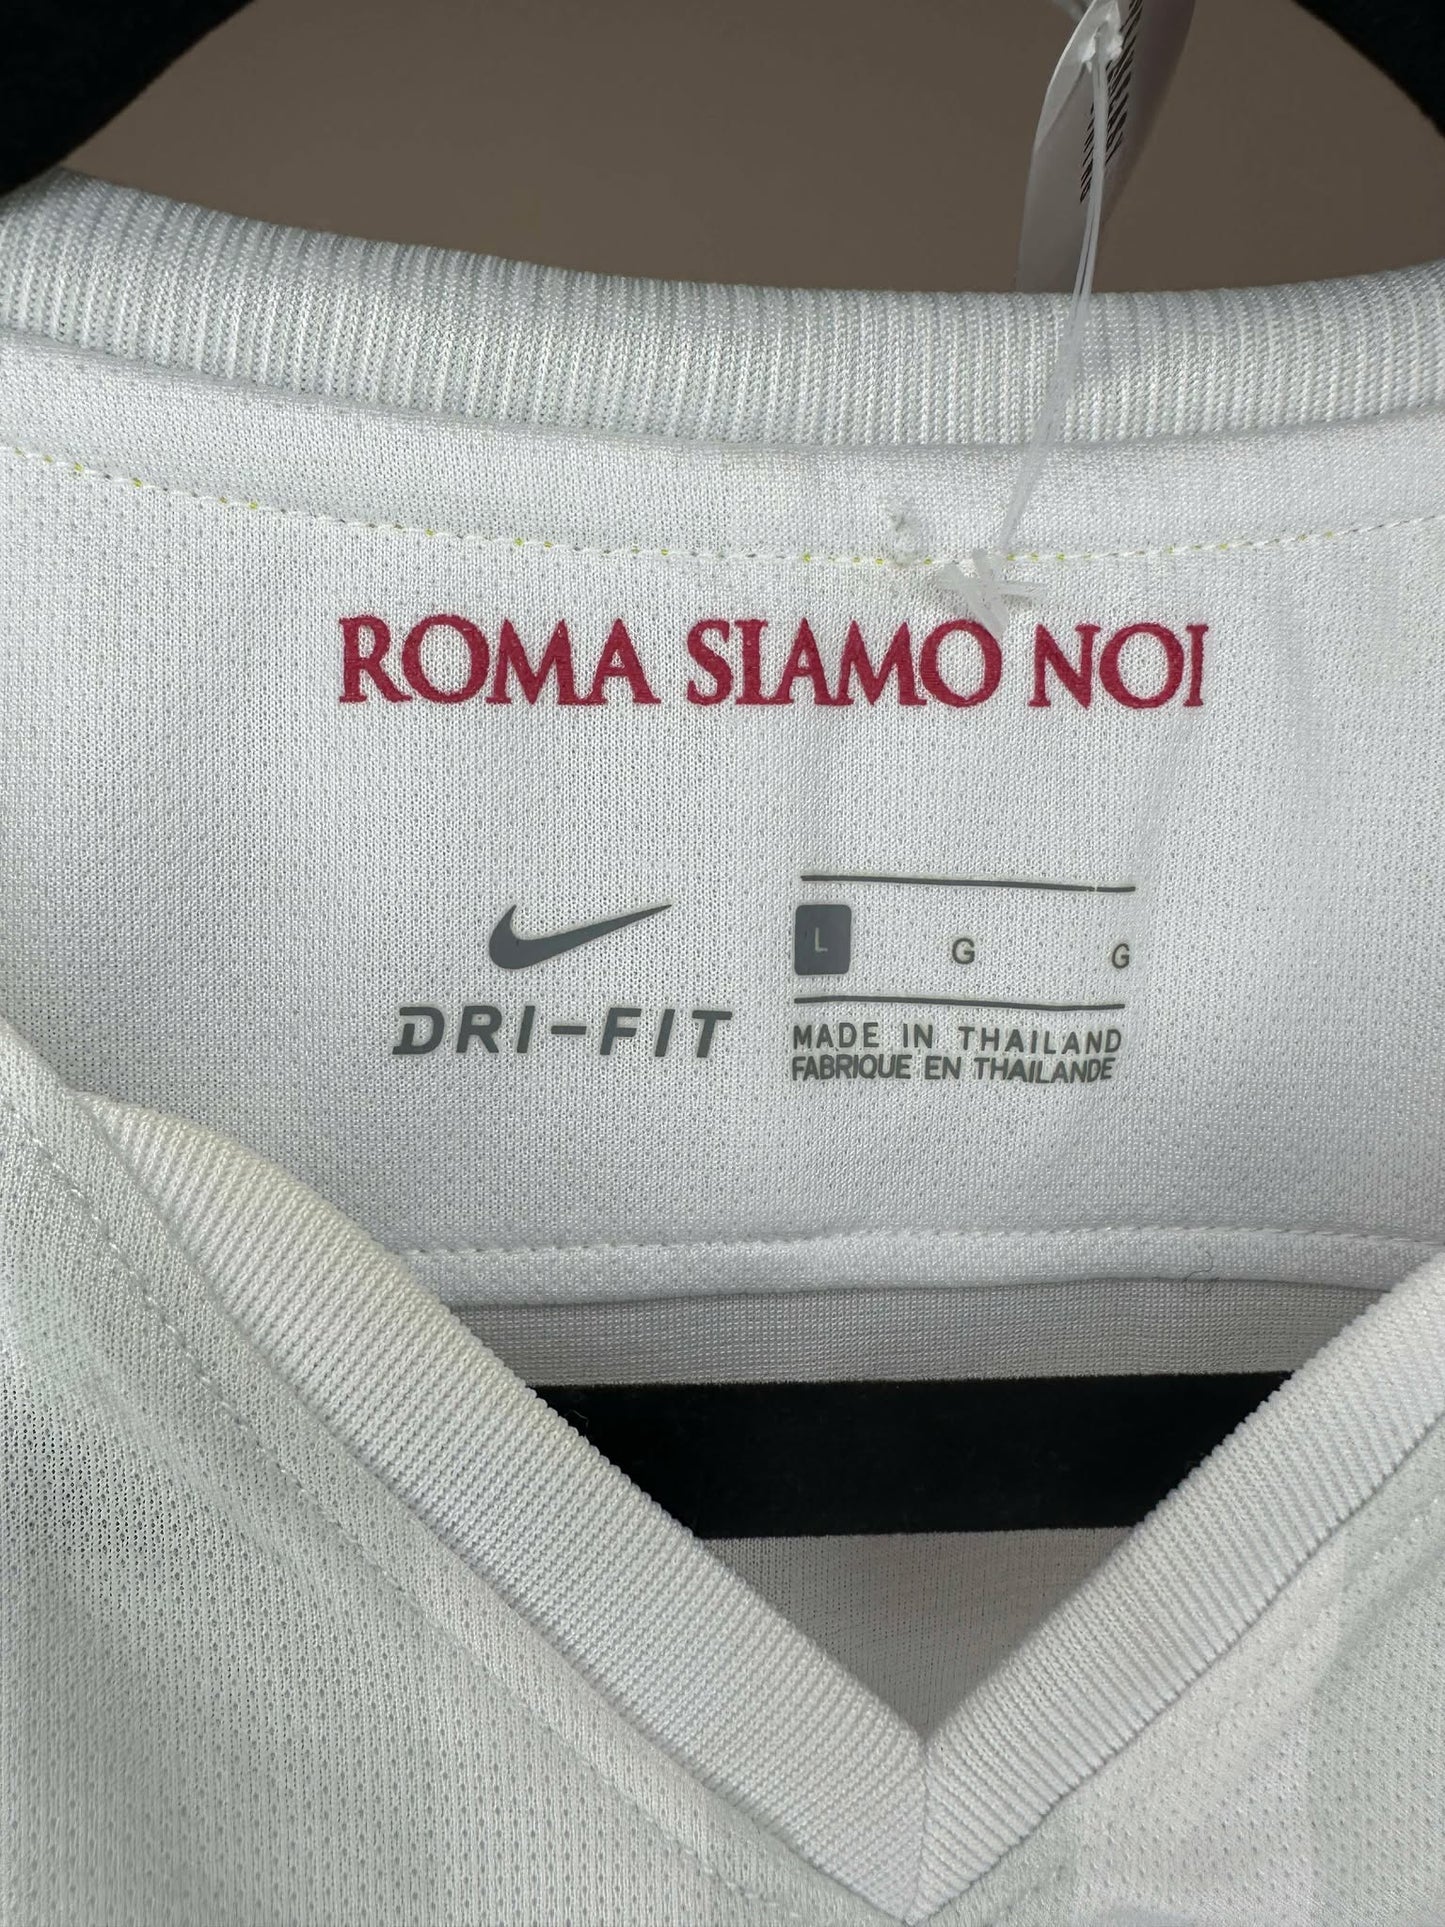 ROMA SIAMO NOI
L G G
DRI-FIT
MADE IN THAILAND
FABRIQUE EN THAILANDE